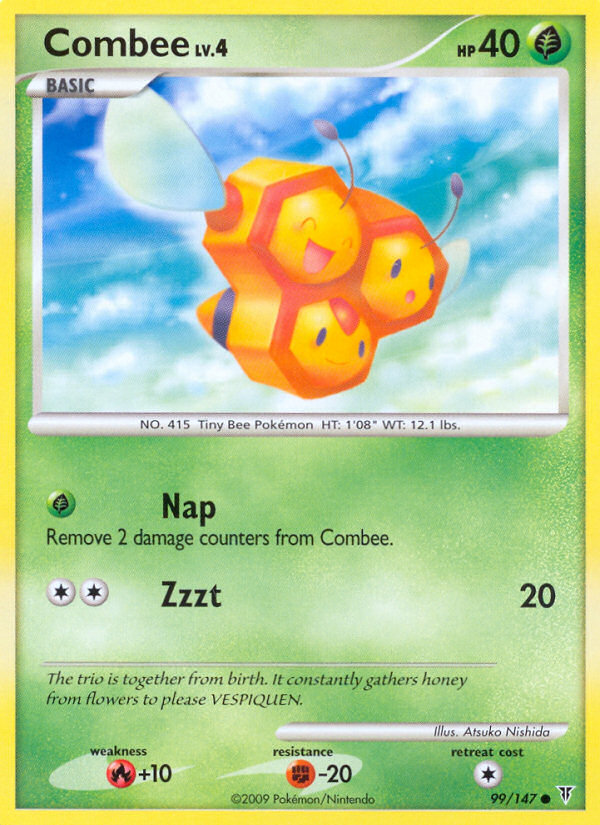 Combee LV.4
HP 40
BASIC
NO. 415 Tiny Bee Pokémon HT: 1'08" WT: 12.1 lbs.
Nap
Remove 2 damage counters from Combee.
Zzzt 20
The trio is together from birth. It constantly gathers honey
from flowers to please VESPIQUEN.
Illus. Atsuko Nishida
weakness resistance retreat cost
+10 -20
©2009 Pokémon/Nintendo 99/147